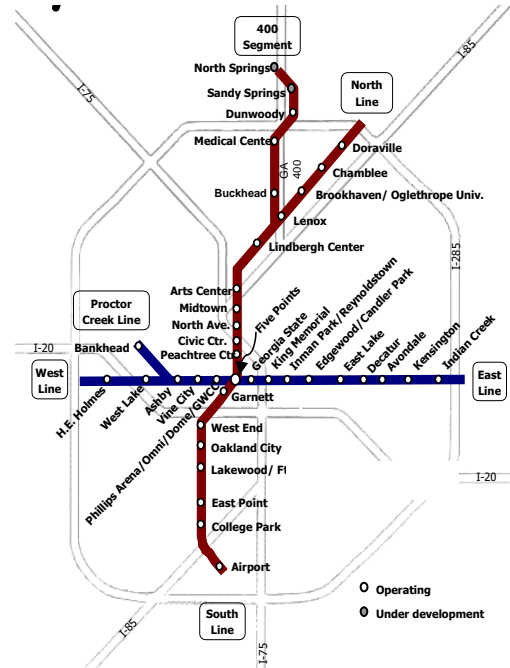 400
Segment
North Springs
Sandy Springs
Dunwoody
Medical Cente
Buckhead
GA
400
North
Line
I-85
I-75
Doraville
Chamblee
Brookhaven/ Oglethrope Univ.
Lenox
Lindbergh Center
I-285
Arts Center
Midtown
North Ave.
Civic Ctr.
Peachtree Ct
Five Points
Proctor
Creek Line
Bankhead
I-20
West
Line
H.E. Holmes
West Lake
Ashby
Vine City
Phillips Arena/Omni/Dome/GWCC
Georgia State
King Memorial
Inman Park/Reynoldstown
Edgewood/Candler Park
East Lake
Decatur
Avondale
Kensington
Indian Creek
East
Line
Garnett
West End
Oakland City
Lakewood/ Ft
East Point
College Park
Airport
I-20
South
Line
I-85
I-75
Operating
Under development